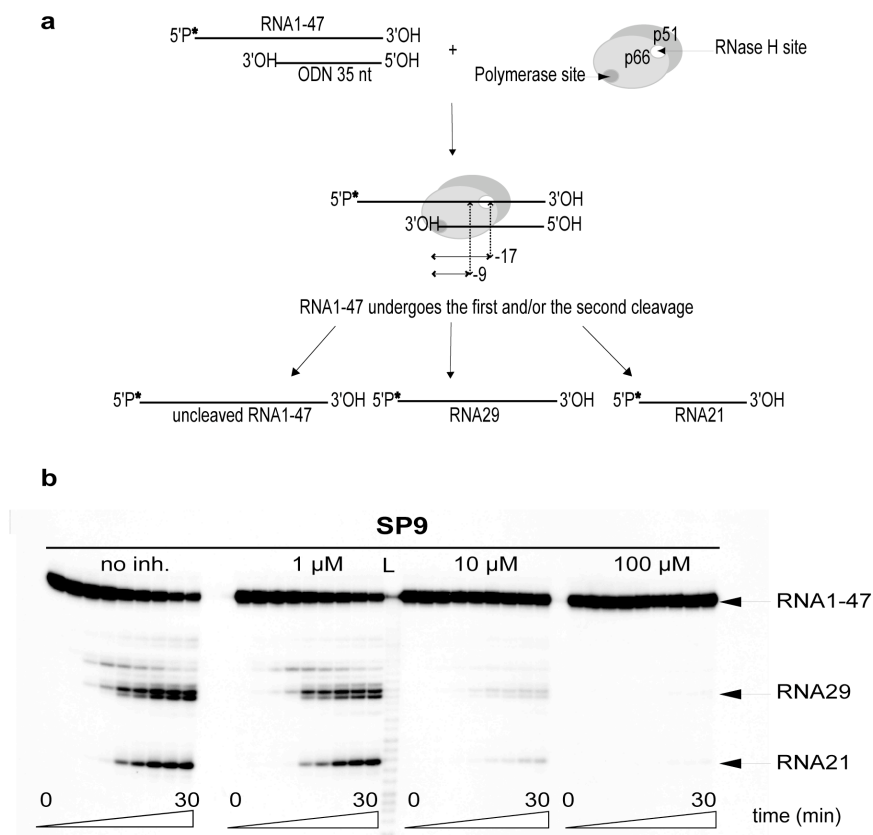 a
RNA1-47
5'P* 3'OH
3'OH 5'OH
ODN 35 nt
+
p51
p66
RNase H site
Polymerase site
5'P* 3'OH
3'OH 5'OH
-17
-9
RNA1-47 undergoes the first and/or the second cleavage
5'P* 3'OH 5'P* 3'OH 5'P* 3'OH
uncleaved RNA1-47 RNA29 RNA21
b
SP9
no inh. 1 µM L 10 µM 100 µM
RNA1-47
RNA29
RNA21
0 30 0 30 0 30 0 30
time (min)